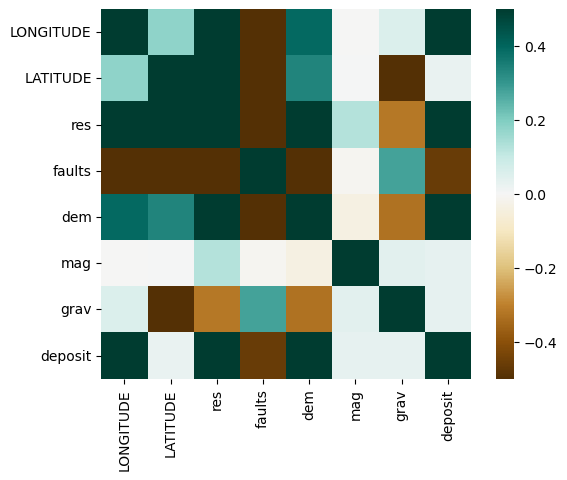 LONGITUDE
LATITUDE
res
faults
dem
mag
grav
deposit
LONGITUDE
LATITUDE
res
faults
dem
mag
grav
deposit
0.4
0.2
0.0
−0.2
−0.4